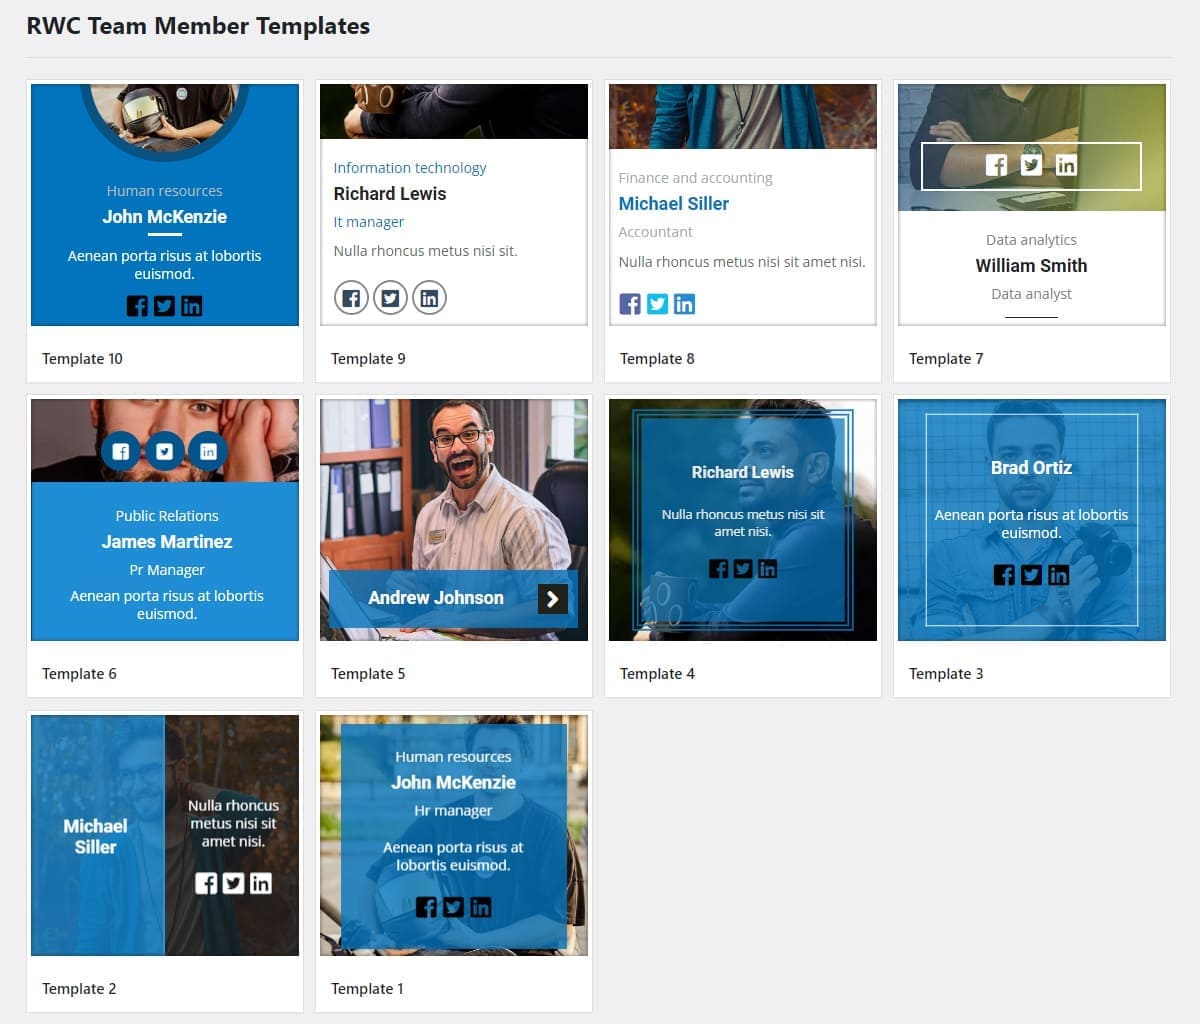 RWC Team Member Templates
Human resources
John McKenzie
Aenean porta risus at lobortis
euismod.
Template 10
Information technology
Richard Lewis
It manager
Nulla rhoncus metus nisi sit.
Template 9
Finance and accounting
Michael Siller
Accountant
Nulla rhoncus metus nisi sit amet nisi.
Template 8
Data analytics
William Smith
Data analyst
Template 7
Public Relations
James Martinez
Pr Manager
Aenean porta risus at lobortis
euismod.
Template 6
Andrew Johnson
Template 5
Richard Lewis
Nulla rhoncus metus nisi sit
amet nisi.
Template 4
Brad Ortiz
Aenean porta risus at lobortis
euismod.
Template 3
Michael
Siller
Nulla rhoncus
metus nisi sit
amet nisi.
Template 2
Human resources
John McKenzie
Hr manager
Aenean porta risus at
lobortis euismod.
Template 1